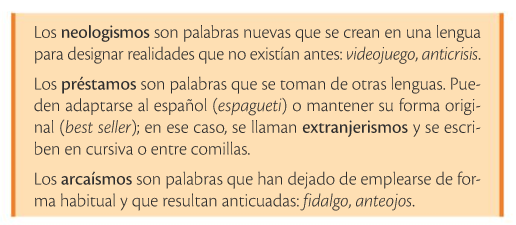 Los neologismos son palabras nuevas que se crean en una lengua
para designar realidades que no existían antes: videojuego, anticrisis.
Los préstamos son palabras que se toman de otras lenguas. Pue-
den adaptarse al español (espagueti) o mantener su forma origi-
nal (best seller); en ese caso, se llaman extranjerismos y se escri-
ben en cursiva o entre comillas.
Los arcaísmos son palabras que han dejado de emplearse de for-
ma habitual y que resultan anticuadas: fidalgo, anteojos.